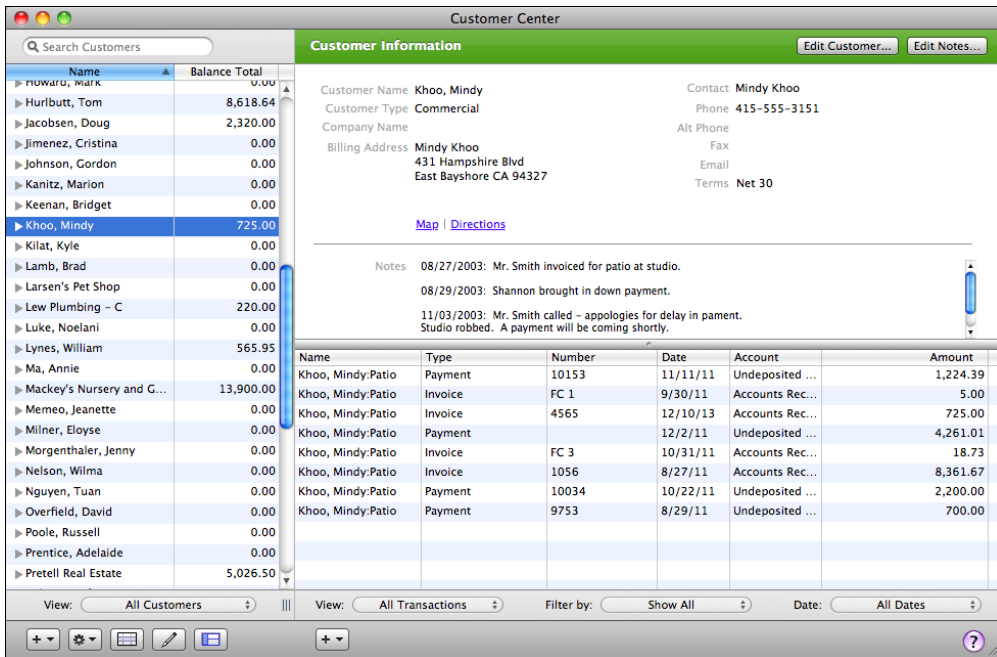 Customer Center
Search Customers
Name Balance Total
Howard, Mark 0.00
Hurlbutt, Tom 8,618.64
Jacobsen, Doug 2,320.00
Jimenez, Cristina 0.00
Johnson, Gordon 0.00
Kanitz, Marion 0.00
Keenan, Bridget 0.00
Khoo, Mindy 725.00
Kilat, Kyle 0.00
Lamb, Brad 0.00
Larsen's Pet Shop 0.00
Lew Plumbing - C 220.00
Luke, Noelani 0.00
Lynes, William 565.95
Ma, Annie 0.00
Mackey's Nursery and G... 13,900.00
Memeo, Jeanette 0.00
Milner, Eloyse 0.00
Morgenthaler, Jenny 0.00
Nelson, Wilma 0.00
Nguyen, Tuan 0.00
Overfield, David 0.00
Poole, Russell 0.00
Prentice, Adelaide 0.00
Pretell Real Estate 5,026.50
View: All Customers
Customer Information Edit Customer... Edit Notes...
Customer Name Khoo, Mindy
Customer Type Commercial
Company Name
Billing Address Mindy Khoo
431 Hampshire Blvd
East Bayshore CA 94327
Contact Mindy Khoo
Phone 415-555-3151
Alt Phone
Fax
Email
Terms Net 30
Map | Directions
Notes 08/27/2003: Mr. Smith invoiced for patio at studio.
08/29/2003: Shannon brought in down payment.
11/03/2003: Mr. Smith called - appologies for delay in pament.
Studio robbed. A payment will be coming shortly.
Name Type Number Date Account Amount
Khoo, Mindy:Patio Payment 10153 11/11/11 Undeposited ... 1,224.39
Khoo, Mindy:Patio Invoice FC 1 9/30/11 Accounts Rec... 5.00
Khoo, Mindy:Patio Invoice 4565 12/10/13 Accounts Rec... 725.00
Khoo, Mindy:Patio Payment 12/2/11 Undeposited ... 4,261.01
Khoo, Mindy:Patio Invoice FC 3 10/31/11 Accounts Rec... 18.73
Khoo, Mindy:Patio Invoice 1056 8/27/11 Accounts Rec... 8,361.67
Khoo, Mindy:Patio Payment 10034 10/22/11 Undeposited ... 2,200.00
Khoo, Mindy:Patio Payment 9753 8/29/11 Undeposited ... 700.00
View: All Transactions Filter by: Show All Date: All Dates
?